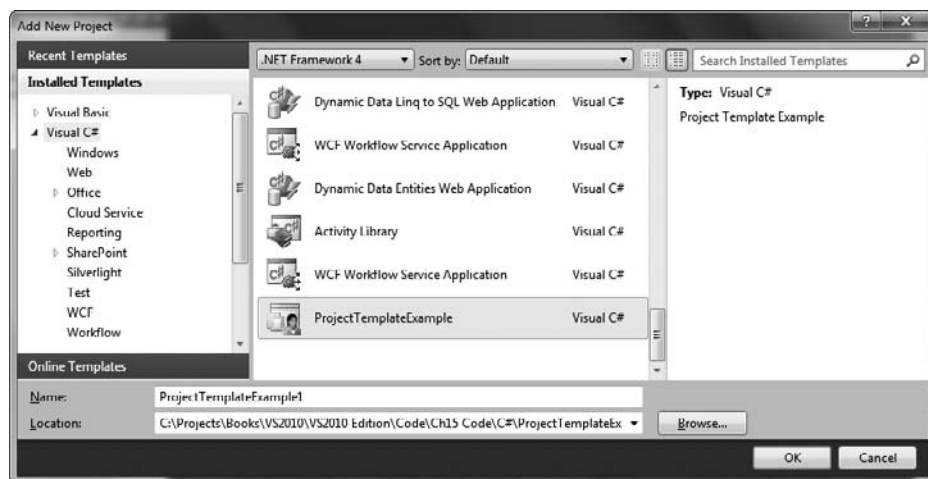 Add New Project
Recent Templates
Installed Templates
Visual Basic
Visual C#
Windows
Web
Office
Cloud Service
Reporting
SharePoint
Silverlight
Test
WCF
Workflow
Online Templates
.NET Framework 4
Sort by: Default
Search Installed Templates
Dynamic Data Linq to SQL Web Application Visual C#
WCF Workflow Service Application Visual C#
Dynamic Data Entities Web Application Visual C#
Activity Library Visual C#
WCF Workflow Service Application Visual C#
ProjectTemplateExample Visual C#
Type: Visual C#
Project Template Example
Name: ProjectTemplateExample1
Location: C:\Projects\Books\VS2010\VS2010 Edition\Code\Ch15 Code\C#\ProjectTemplateEx
Browse...
OK Cancel